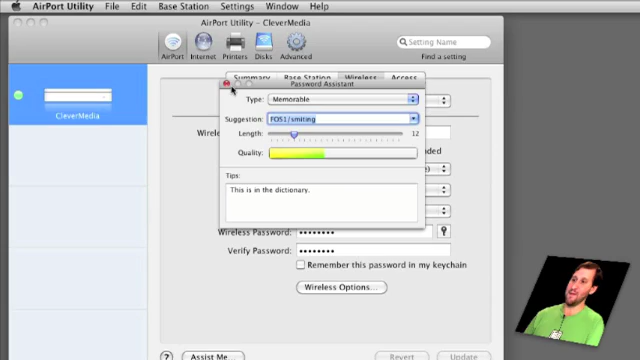 AirPort Utility File Edit Base Station Settings Window Help
AirPort Utility – CleverMedia
AirPort Internet Printers Disks Advanced
Setting Name
Find a setting
Summary Base Station Wireless Access
Password Assistant
Type: Memorable
Suggestion: FOS1/smiting
Length: 12
Quality:
Tips:
This is in the dictionary.
CleverMedia
Wireless Password: ••••••••
Verify Password: ••••••••
Remember this password in my keychain
Wireless Options...
? Assist Me... Revert Update